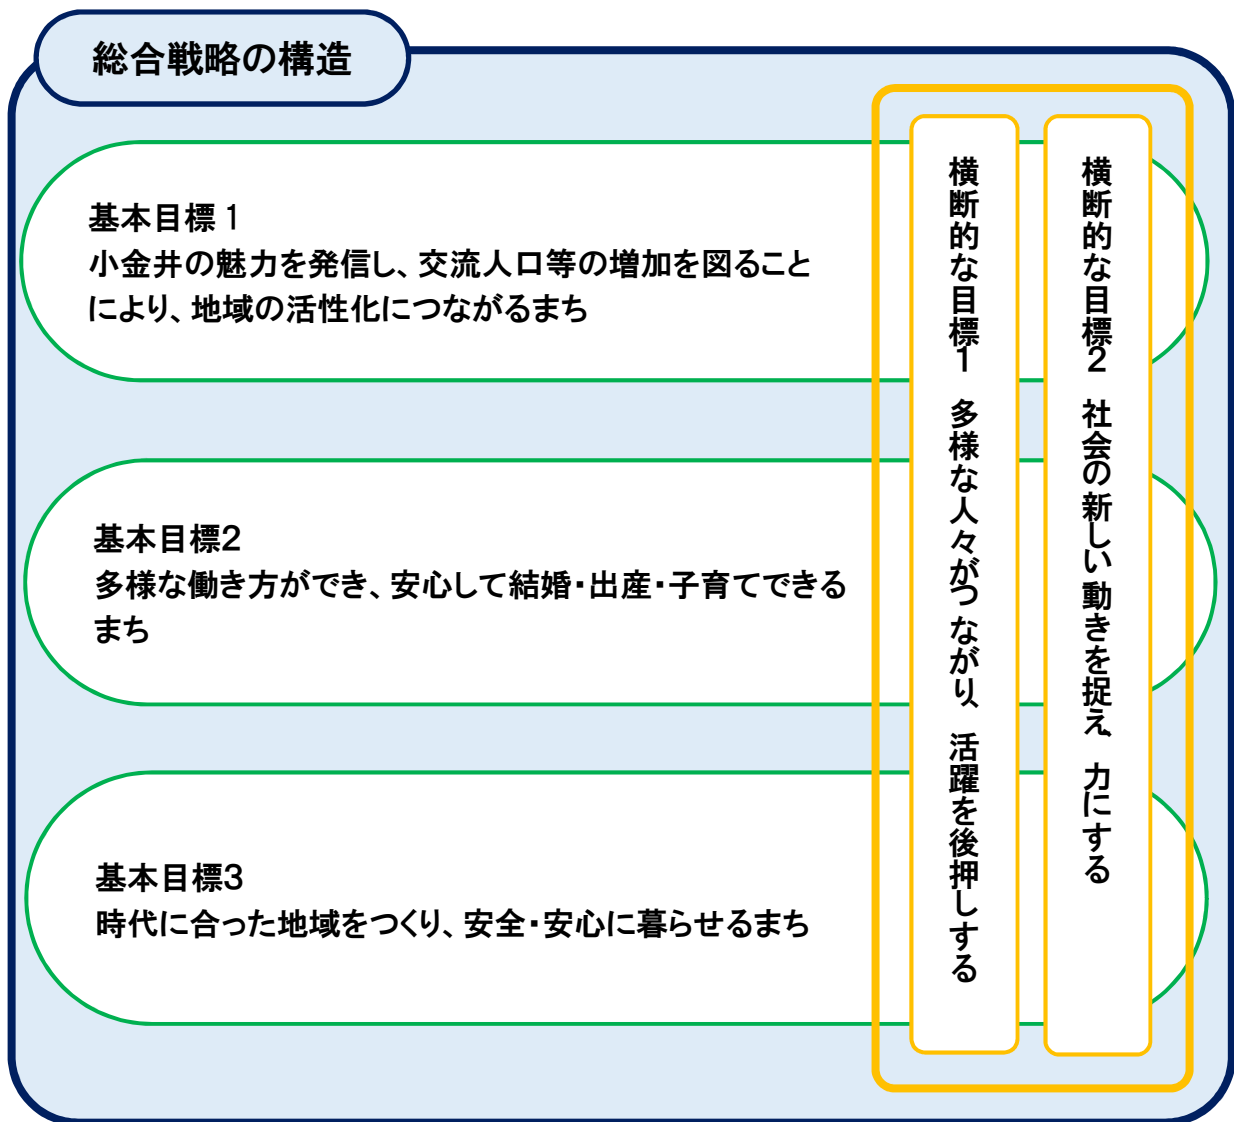 総合戦略の構造
基本目標1
小金井の魅力を発信し、交流人口等の増加を図ること
により、地域の活性化につながるまち
基本目標2
多様な働き方ができ、安心して結婚・出産・子育てできる
まち
基本目標3
時代に合った地域をつくり、安全・安心に暮らせるまち
横断的な目標1 多様な人々がつながり、活躍を後押しする
横断的な目標2 社会の新しい動きを捉え、力にする